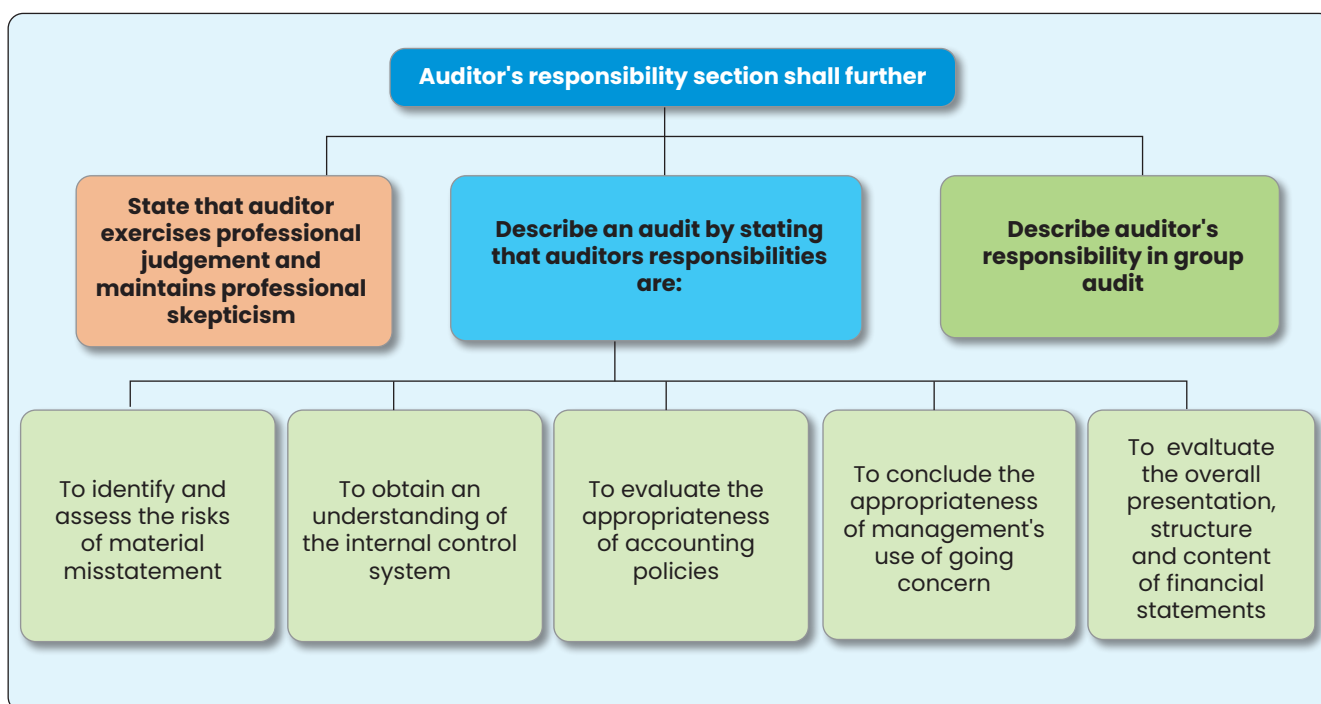 Auditor's responsibility section shall further
State that auditor
exercises professional
judgement and
maintains professional
skepticism
Describe an audit by stating
that auditors responsibilities
are:
Describe auditor's
responsibility in group
audit
To identify and
assess the risks
of material
misstatement
To obtain an
understanding of
the internal control
system
To evaluate the
appropriateness
of accounting
policies
To conclude the
appropriateness
of management's
use of going
concern
To evaltuate
the overall
presentation,
structure
and content
of financial
statements